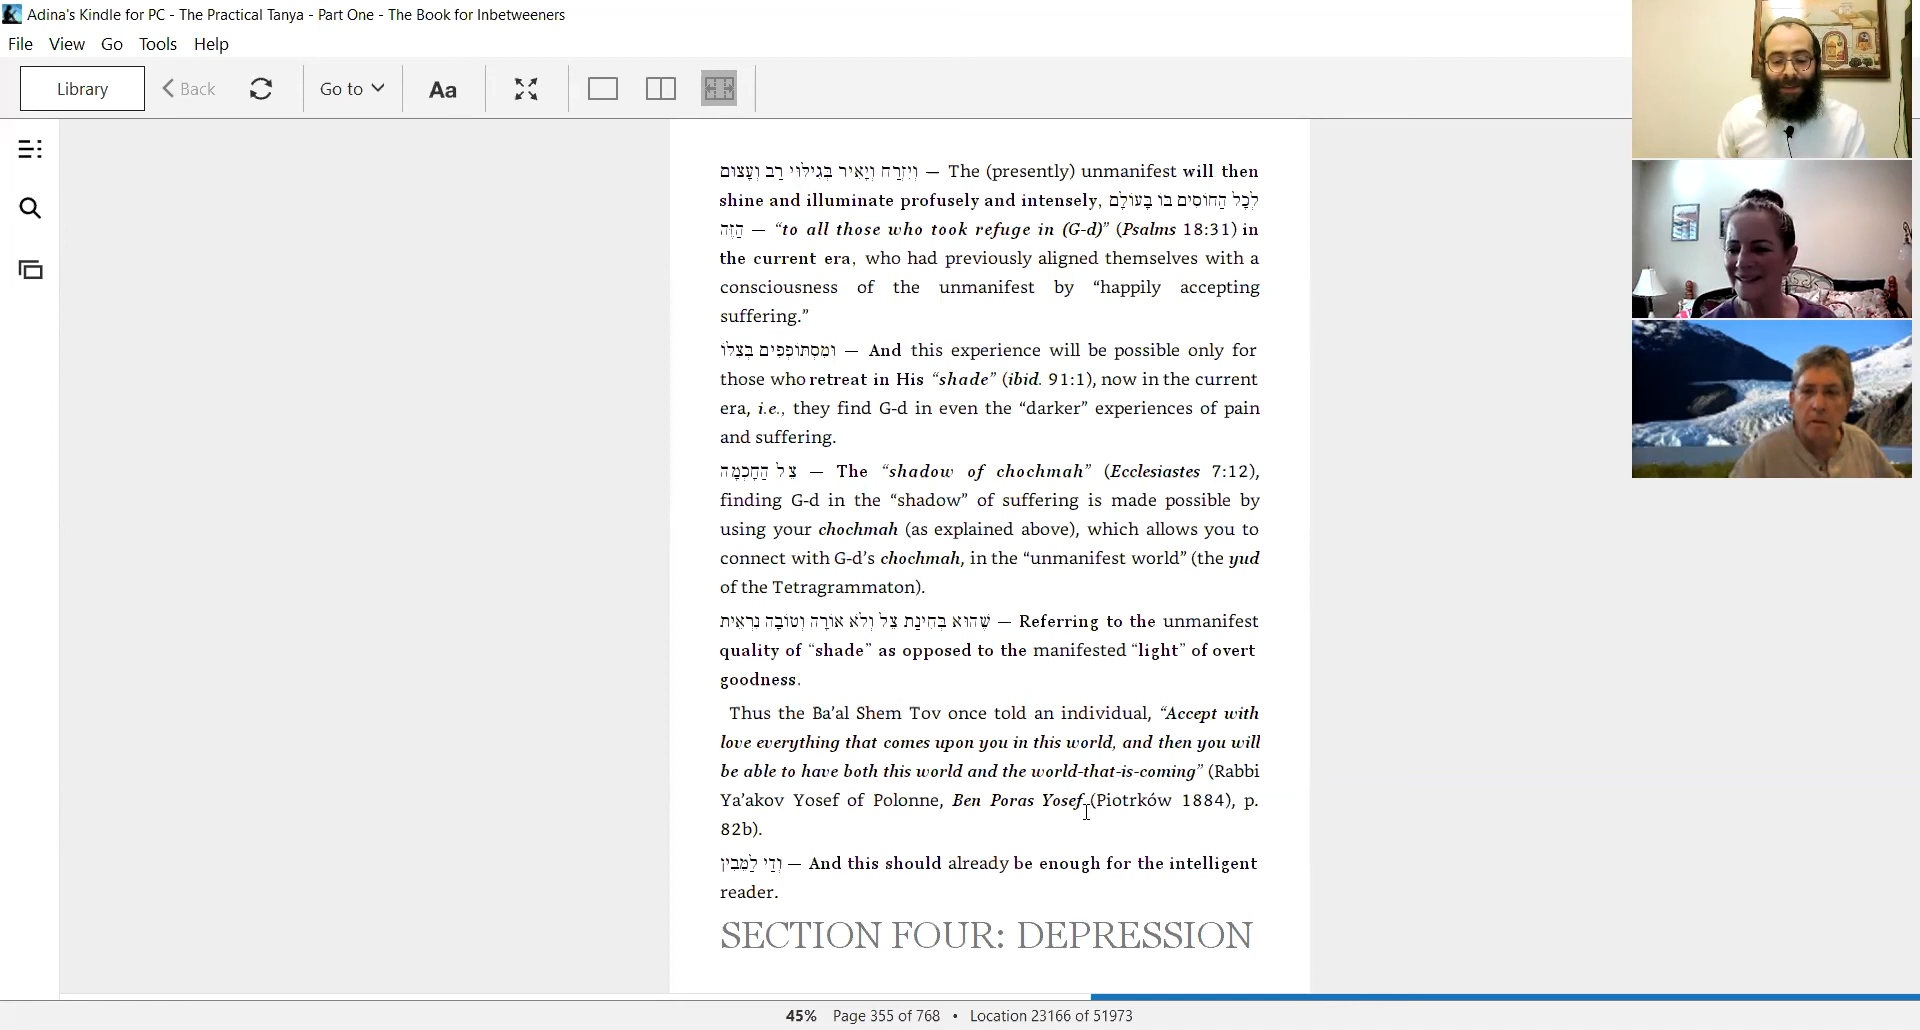 Adina's Kindle for PC - The Practical Tanya - Part One - The Book for Inbetweeners
File View Go Tools Help
Library Back Go to Aa
וְיִזְרַח וְיָאִיר בְּגִילּוּי רַב וְעָצוּם — The (presently) unmanifest will then
shine and illuminate profusely and intensely, לְכָל הַחוֹסִים בּוֹ בָּעוֹלָם
הַזֶּה — “to all those who took refuge in (G-d)” (Psalms 18:31) in
the current era, who had previously aligned themselves with a
consciousness of the unmanifest by “happily accepting
suffering.”
וּמִסְתּוֹפְפִים בְּצִלּוֹ — And this experience will be possible only for
those who retreat in His “shade” (ibid. 91:1), now in the current
era, i.e., they find G-d in even the “darker” experiences of pain
and suffering.
צֵל הַחָכְמָה — The “shadow of chochmah” (Ecclesiastes 7:12),
finding G-d in the “shadow” of suffering is made possible by
using your chochmah (as explained above), which allows you to
connect with G-d’s chochmah, in the “unmanifest world” (the yud
of the Tetragrammaton).
שֶׁהוּא בְּחִינַת צֵל וְלֹא אוֹרָה וְטוֹבָה נִרְאֵית — Referring to the unmanifest
quality of “shade” as opposed to the manifested “light” of overt
goodness.
Thus the Ba’al Shem Tov once told an individual, “Accept with
love everything that comes upon you in this world, and then you will
be able to have both this world and the world-that-is-coming” (Rabbi
Ya’akov Yosef of Polonne, Ben Poras Yosef (Piotrków 1884), p.
82b).
וְדַי לַמֵּבִין — And this should already be enough for the intelligent
reader.
SECTION FOUR: DEPRESSION
45% Page 355 of 768 • Location 23166 of 51973